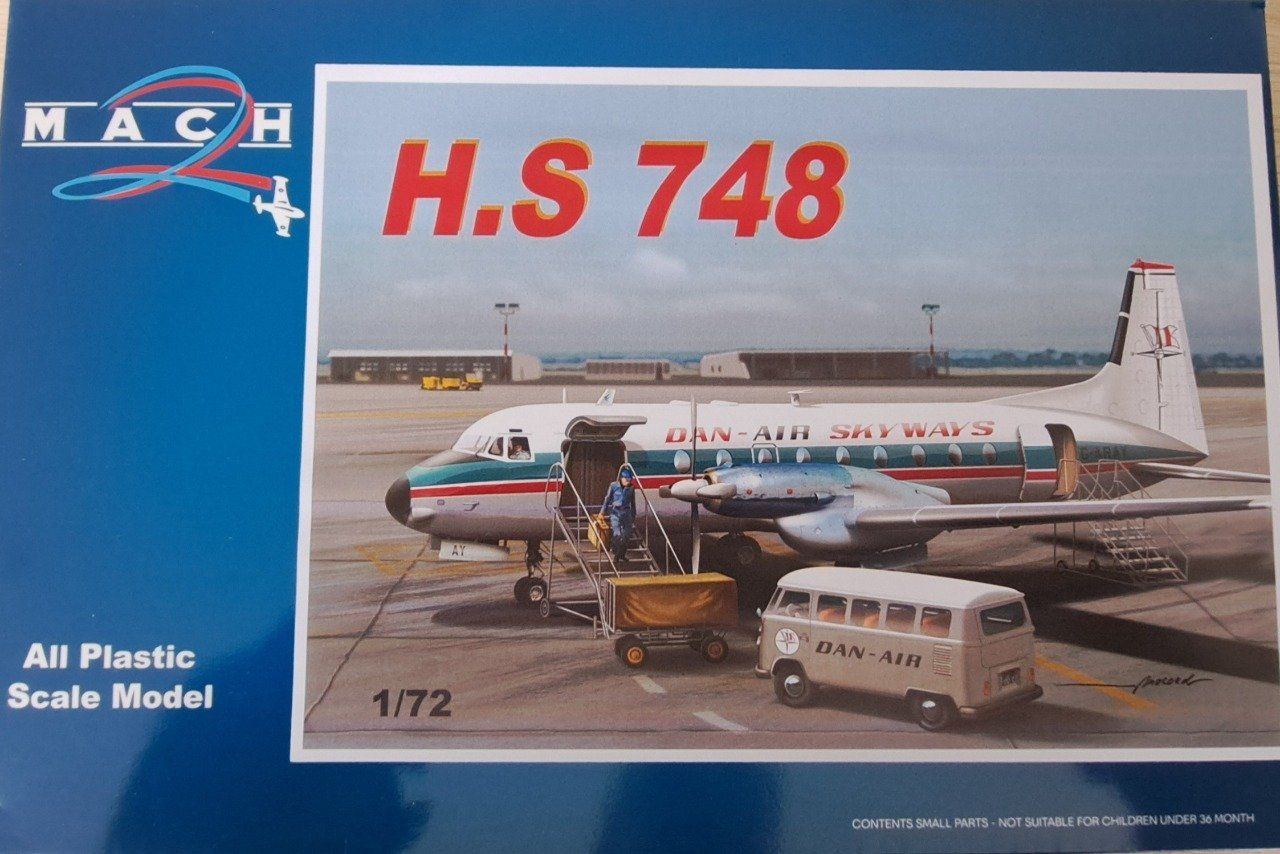 MACH
2
H.S 748
DAN-AIR SKYWAYS
G-ARAY
AY
DAN-AIR
1/72
All Plastic
Scale Model
CONTENTS SMALL PARTS - NOT SUITABLE FOR CHILDREN UNDER 36 MONTH